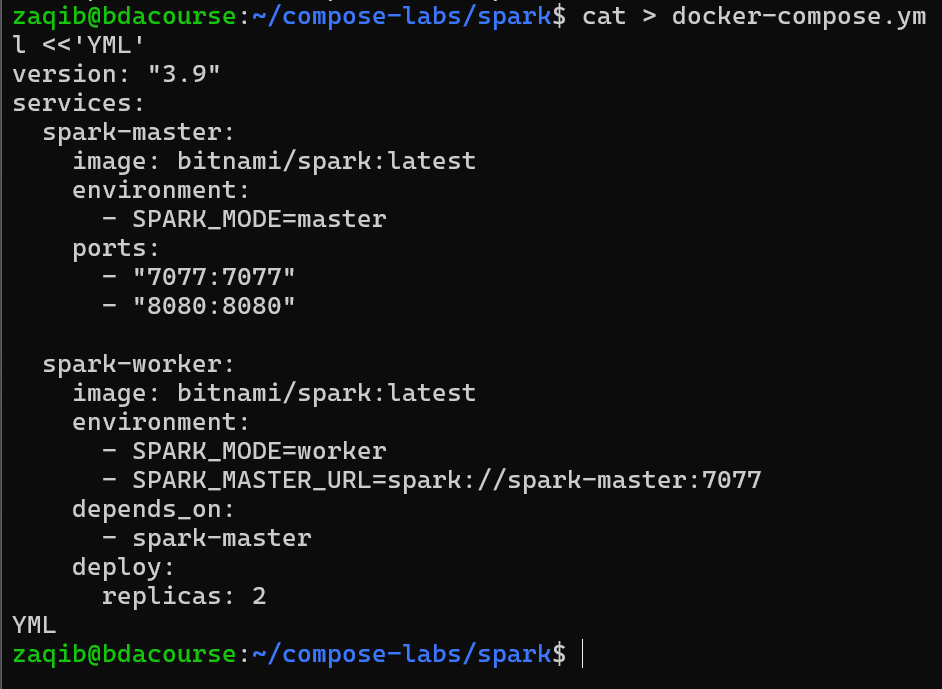 zaqib@bdacourse:~/compose-labs/spark$ cat > docker-compose.ym
l <<'YML'
version: "3.9"
services:
  spark-master:
    image: bitnami/spark:latest
    environment:
      - SPARK_MODE=master
    ports:
      - "7077:7077"
      - "8080:8080"

  spark-worker:
    image: bitnami/spark:latest
    environment:
      - SPARK_MODE=worker
      - SPARK_MASTER_URL=spark://spark-master:7077
    depends_on:
      - spark-master
    deploy:
      replicas: 2
YML
zaqib@bdacourse:~/compose-labs/spark$